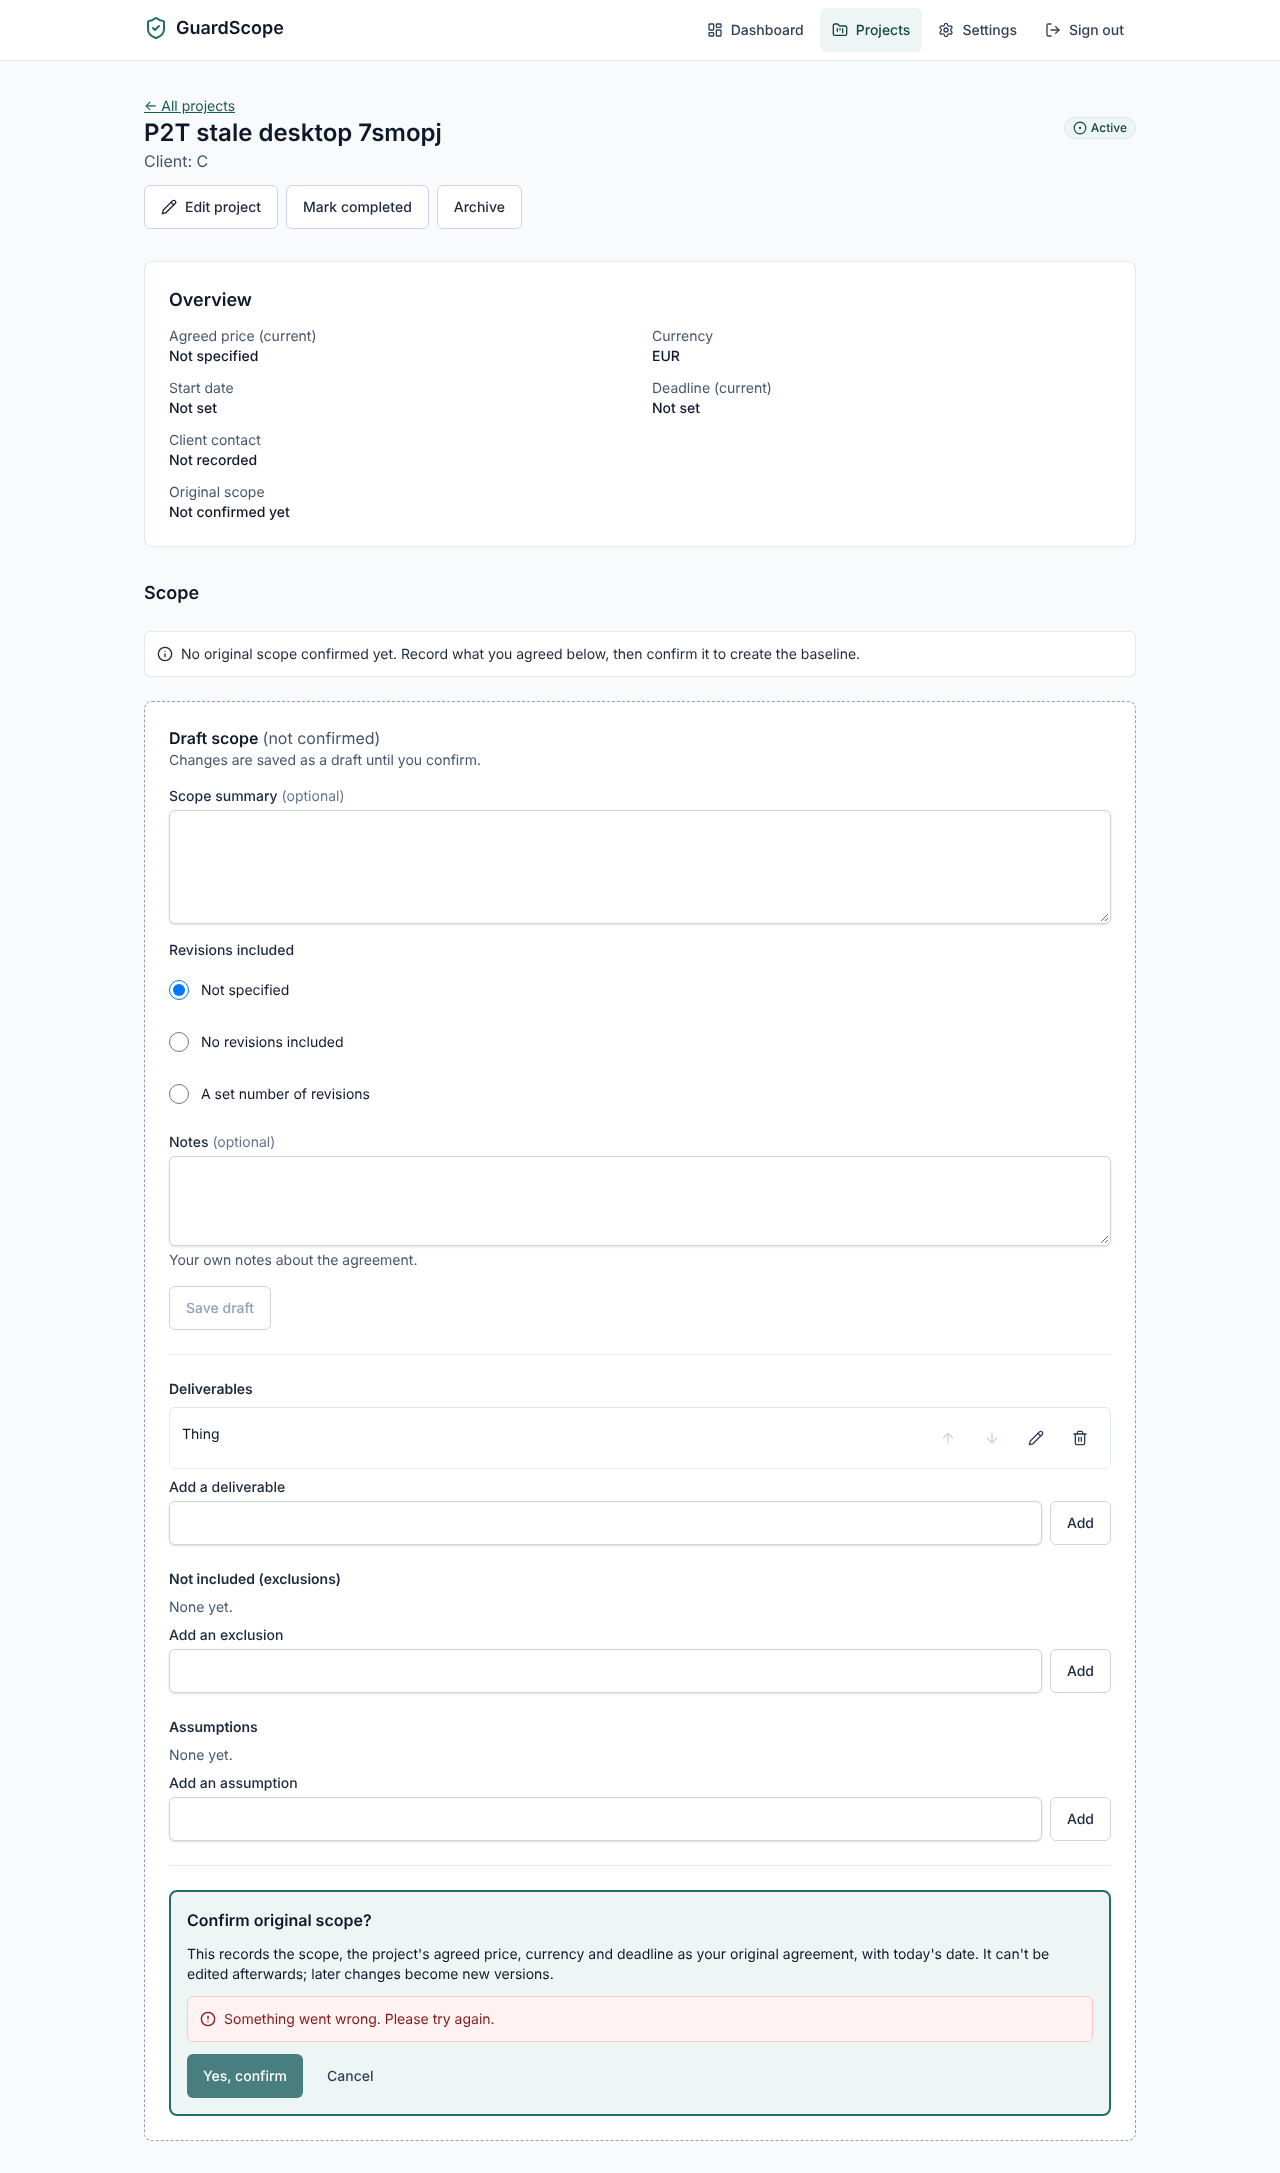 GuardScope
Dashboard
Projects
Settings
Sign out
← All projects
P2T stale desktop 7smopj
Active
Client: C
Edit project
Mark completed
Archive
Overview
Agreed price (current)
Not specified
Currency
EUR
Start date
Not set
Deadline (current)
Not set
Client contact
Not recorded
Original scope
Not confirmed yet
Scope
No original scope confirmed yet. Record what you agreed below, then confirm it to create the baseline.
Draft scope (not confirmed)
Changes are saved as a draft until you confirm.
Scope summary (optional)
Revisions included
Not specified
No revisions included
A set number of revisions
Notes (optional)
Your own notes about the agreement.
Save draft
Deliverables
Thing
Add a deliverable
Add
Not included (exclusions)
None yet.
Add an exclusion
Add
Assumptions
None yet.
Add an assumption
Add
Confirm original scope?
This records the scope, the project's agreed price, currency and deadline as your original agreement, with today's date. It can't be
edited afterwards; later changes become new versions.
Something went wrong. Please try again.
Yes, confirm
Cancel